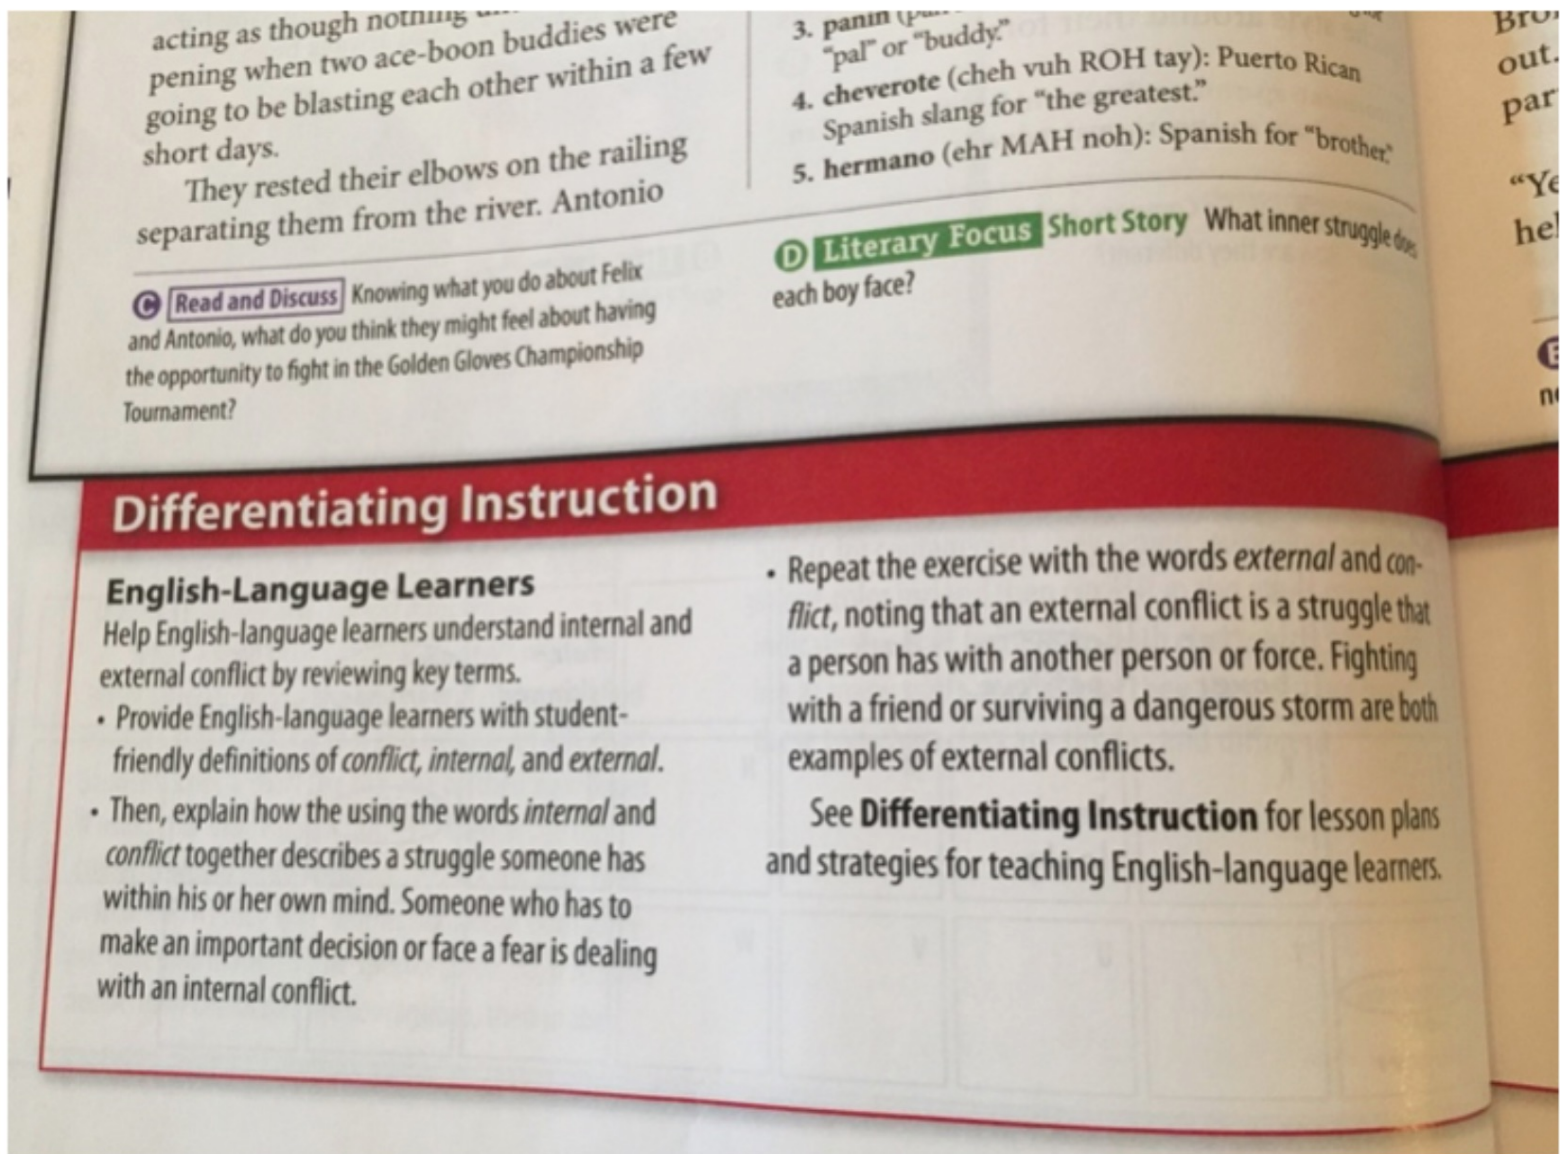 acting as though nothing
pening when two ace-boon buddies were
going to be blasting each other within a few
short days.
They rested their elbows on the railing
separating them from the river. Antonio
3. panin
"pal" or "buddy."
4. cheverote (cheh vuh ROH tay): Puerto Rican
Spanish slang for "the greatest."
5. hermano (ehr MAH noh): Spanish for "brother."
C Read and Discuss Knowing what you do about Felix
and Antonio, what do you think they might feel about having
the opportunity to fight in the Golden Gloves Championship
Tournament?
D Literary Focus Short Story What inner struggle does
each boy face?
Differentiating Instruction
English-Language Learners
Help English-language learners understand internal and
external conflict by reviewing key terms.
• Provide English-language learners with student-
friendly definitions of conflict, internal, and external.
• Then, explain how the using the words internal and
conflict together describes a struggle someone has
within his or her own mind. Someone who has to
make an important decision or face a fear is dealing
with an internal conflict.
• Repeat the exercise with the words external and con-
flict, noting that an external conflict is a struggle that
a person has with another person or force. Fighting
with a friend or surviving a dangerous storm are both
examples of external conflicts.
See Differentiating Instruction for lesson plans
and strategies for teaching English-language learners.
out.
par
"Ye
hel
E